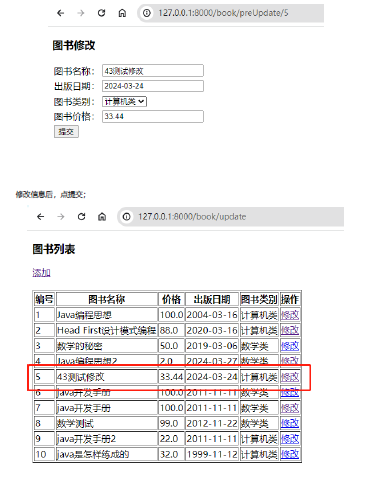 127.0.0.1:8000/book/preUpdate/5
图书修改
图书名称： 43测试修改
出版日期： 2024-03-24
图书类别： 计算机类
图书价格： 33.44
提交
修改信息后，点提交；
127.0.0.1:8000/book/update
图书列表
添加
编号 图书名称 价格 出版日期 图书类别 操作
1 Java编程思想 100.0 2004-03-16 计算机类 修改
2 Head First设计模式编程 88.0 2020-03-16 计算机类 修改
3 数学的秘密 50.0 2019-03-06 数学类 修改
4 Java编程思想2 2.0 2024-03-27 数学类 修改
5 43测试修改 33.44 2024-03-24 计算机类 修改
6 java开发手册 100.0 2011-11-11 数学类 修改
7 java开发手册 100.0 2011-11-11 数学类 修改
8 数学测试 99.0 2012-11-22 数学类 修改
9 java开发手册2 22.0 2011-11-11 计算机类 修改
10 java是怎样练成的 32.0 1999-11-12 计算机类 修改